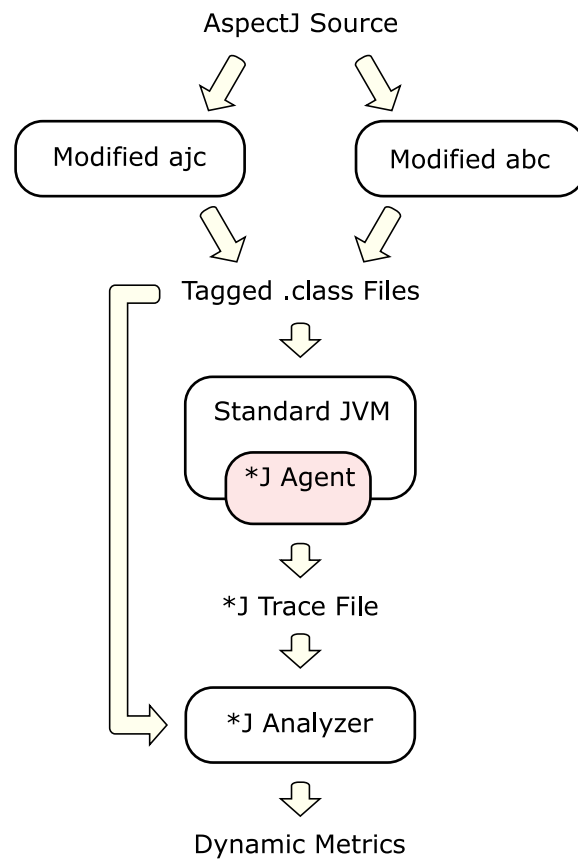 AspectJ Source
Modified ajc
Modified abc
Tagged .class Files
Standard JVM
*J Agent
*J Trace File
*J Analyzer
Dynamic Metrics